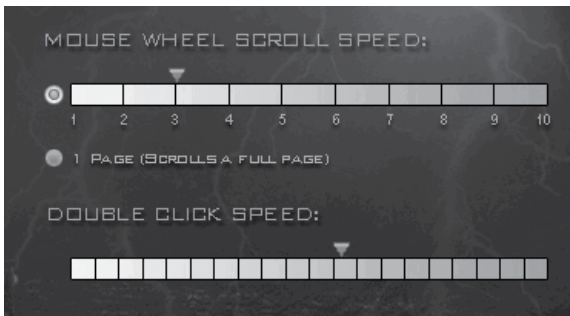 MOUSE WHEEL SCROLL SPEED:
1 2 3 4 5 6 7 8 9 10
1 PAGE (SCROLLS A FULL PAGE)
DOUBLE CLICK SPEED: